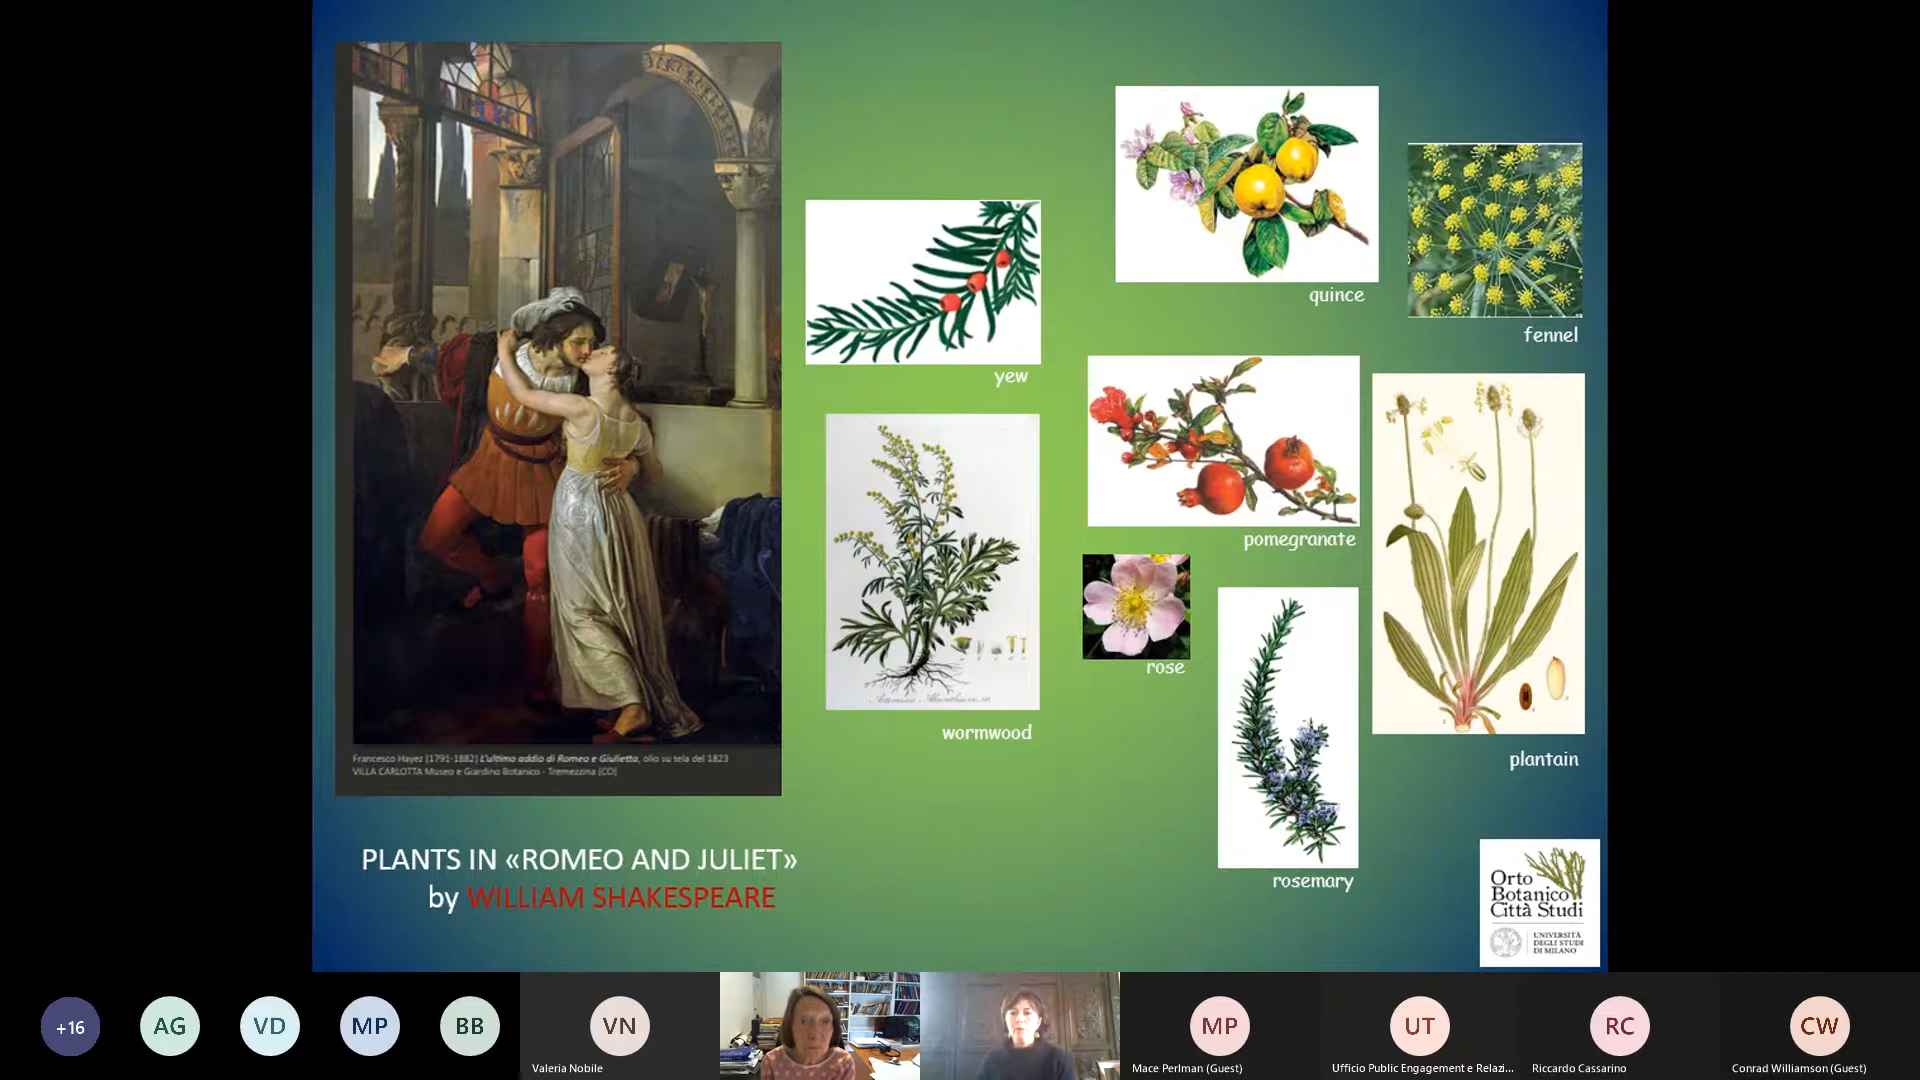 quince
fennel
yew
pomegranate
rose
wormwood
plantain
rosemary
Francesco Hayez (1791-1882) L'ultimo addio di Romeo e Giulietta, olio su tela del 1823
VILLA CARLOTTA Museo e Giardino Botanico - Tremezzina (CO)
PLANTS IN «ROMEO AND JULIET»
by WILLIAM SHAKESPEARE
Orto
Botanico
Città Studi
UNIVERSITÀ
DEGLI STUDI
DI MILANO
+16
AG
VD
MP
BB
VN
Valeria Nobile
MP
Mace Perlman (Guest)
UT
Ufficio Public Engagement e Relazi...
RC
Riccardo Cassarino
CW
Conrad Williamson (Guest)